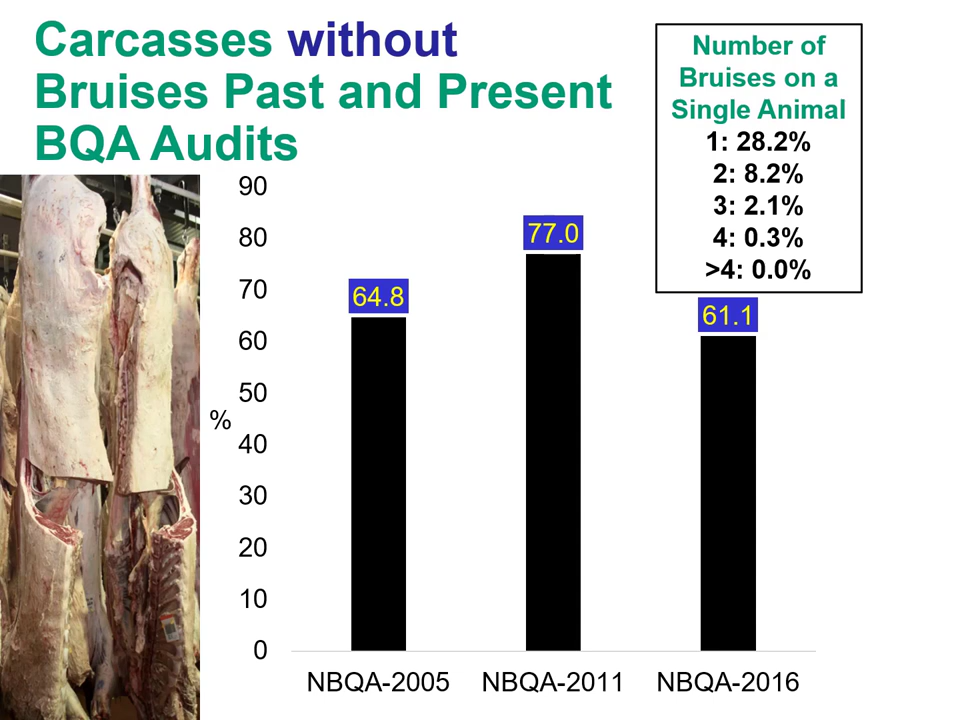 Carcasses without
Bruises Past and Present
BQA Audits
Number of
Bruises on a
Single Animal
1: 28.2%
2: 8.2%
3: 2.1%
4: 0.3%
>4: 0.0%
90
80
70
60
50
40
30
20
10
0
%
64.8
77.0
61.1
NBQA-2005
NBQA-2011
NBQA-2016